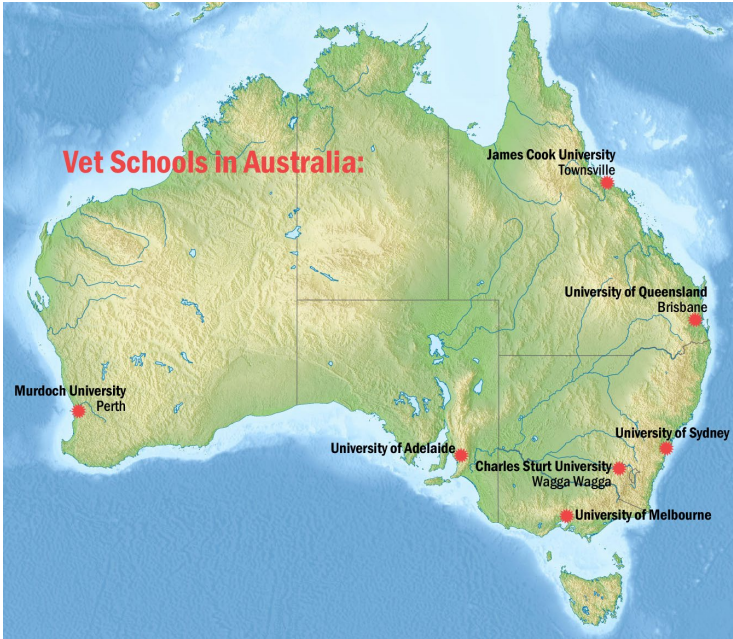 Vet Schools in Australia:
James Cook University
Townsville
University of Queensland
Brisbane
Murdoch University
Perth
University of Sydney
University of Adelaide
Charles Sturt University
Wagga Wagga
University of Melbourne